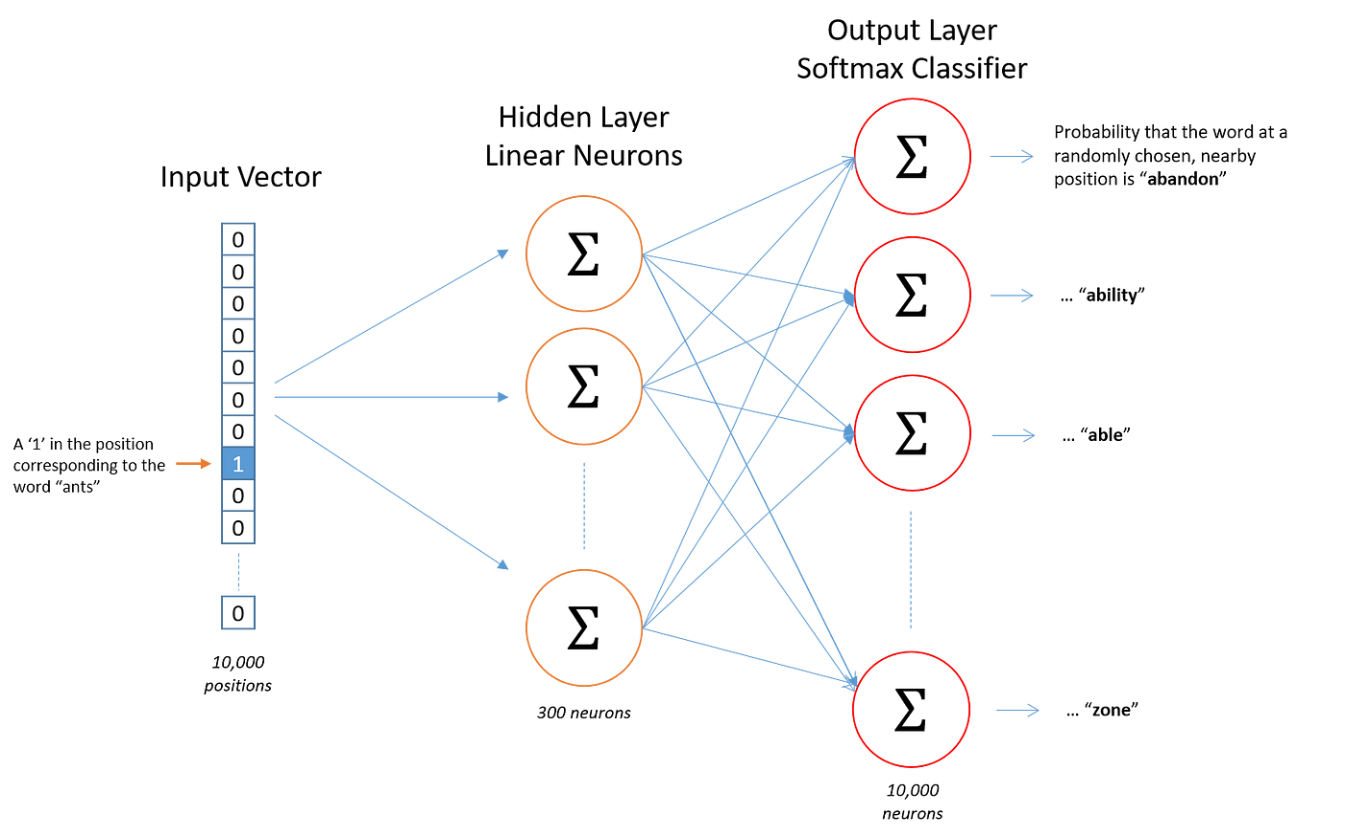 Input Vector
0
0
0
0
0
0
0
1
0
0
0
10,000
positions
A ‘1’ in the position
corresponding to the
word “ants”
Hidden Layer
Linear Neurons
Σ
Σ
Σ
300 neurons
Output Layer
Softmax Classifier
Σ
Σ
Σ
Σ
10,000
neurons
Probability that the word at a
randomly chosen, nearby
position is “abandon”
... “ability”
... “able”
... “zone”